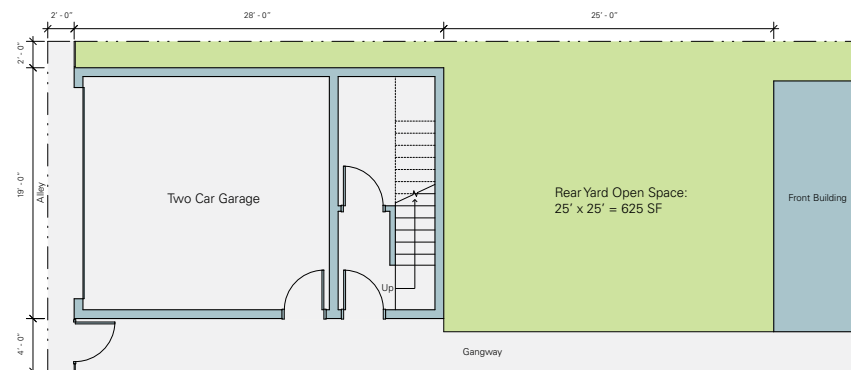 2' - 0"
28' - 0"
25' - 0"
2' - 0"
19' - 0"
Alley
4' - 0"
Two Car Garage
Up
Rear Yard Open Space:
25' x 25' = 625 SF
Front Building
Gangway